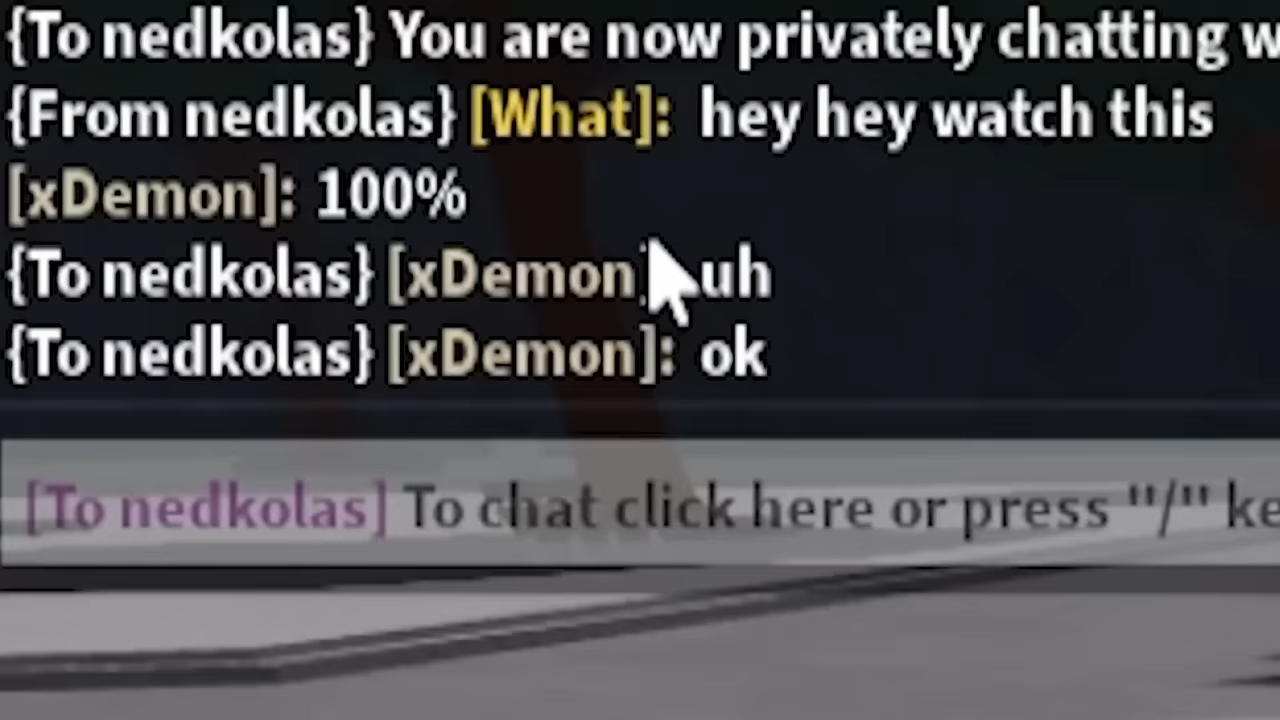 {To nedkolas} You are now privately chatting
{From nedkolas} [What]: hey hey watch this
[xDemon]: 100%
{To nedkolas} [xDemon] uh
{To nedkolas} [xDemon]: ok
[To nedkolas] To chat click here or press "/"